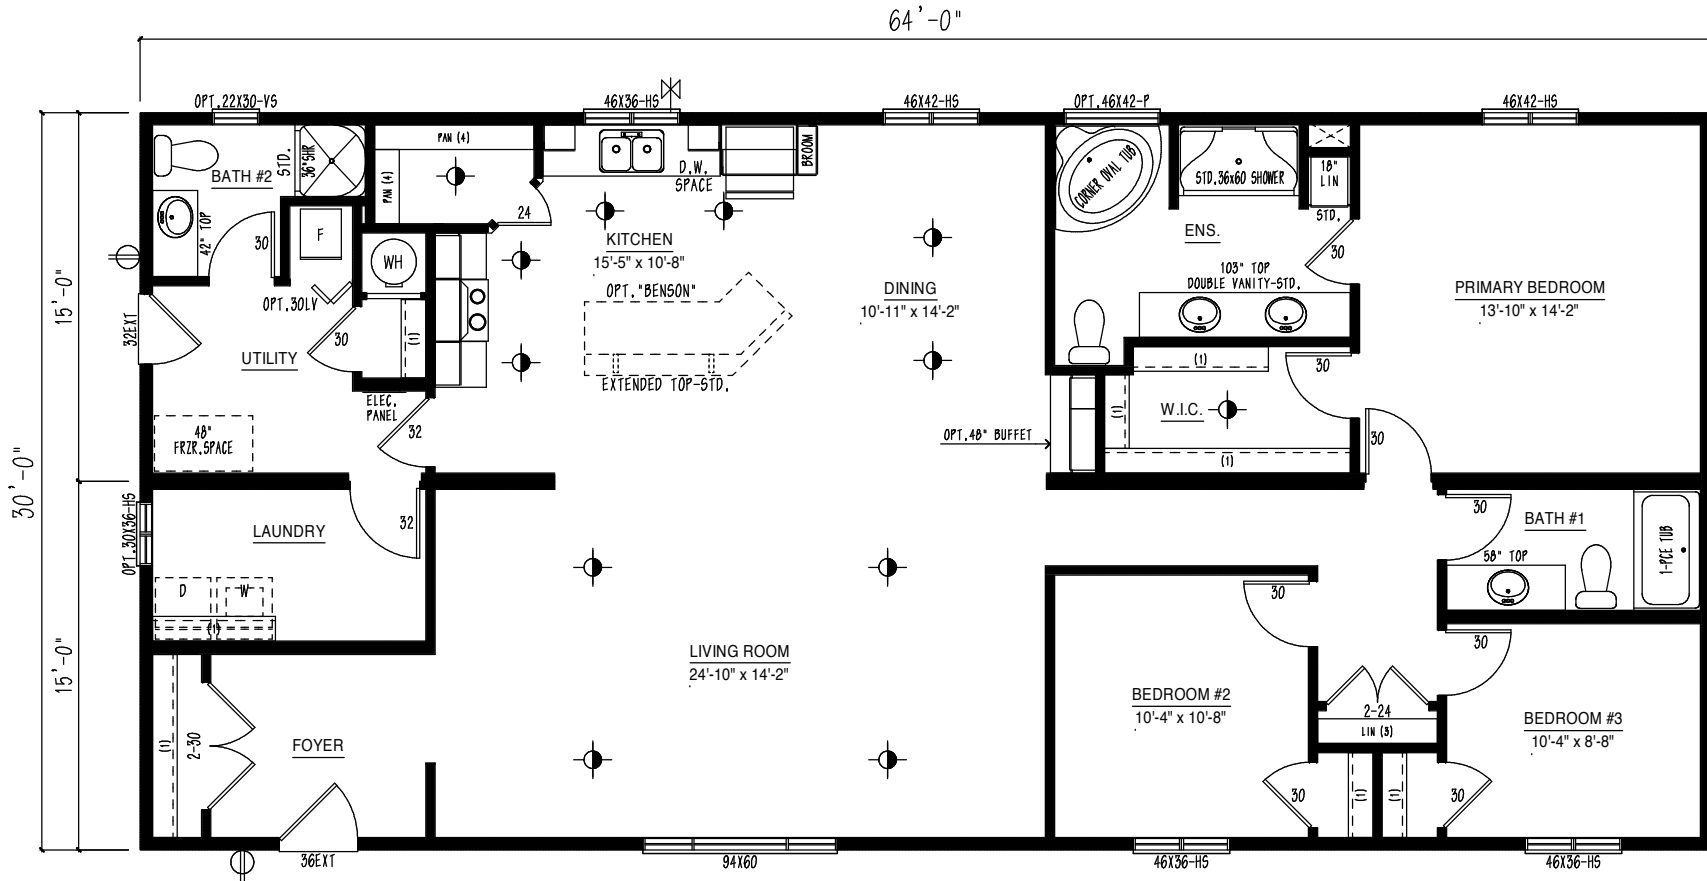 64'-0"
OPT.22X30-VS
46X36-HS
46X42-HS
OPT.46X42-P
46X42-HS
PAN (4)
BROOM
STD.
36"SHR
BATH #2
PAN (4)
D.W.
SPACE
CORNER OVAL TUB
STD.36x60 SHOWER
18"
LIN
STD.
42" TOP
30
F
24
KITCHEN
15'-5" x 10'-8"
ENS.
30
WH
OPT.30LV
OPT."BENSON"
DINING
10'-11" x 14'-2"
103" TOP
DOUBLE VANITY-STD.
PRIMARY BEDROOM
13'-10" x 14'-2"
15'-0"
32EXT
30
(1)
UTILITY
EXTENDED TOP-STD.
(1)
30
ELEC.
PANEL
(1)
W.I.C.
32
48"
FRZR.SPACE
OPT.48" BUFFET
30
(1)
30'-0"
OPT.30X36-HS
LAUNDRY
32
30
BATH #1
58" TOP
1-PCE TUB
D
W
(1)
30
30
15'-0"
LIVING ROOM
24'-10" x 14'-2"
BEDROOM #2
10'-4" x 10'-8"
2-24
LIN (3)
BEDROOM #3
10'-4" x 8'-8"
(1)
2-30
FOYER
30
(1)
(1)
30
36EXT
94X60
46X36-HS
46X36-HS